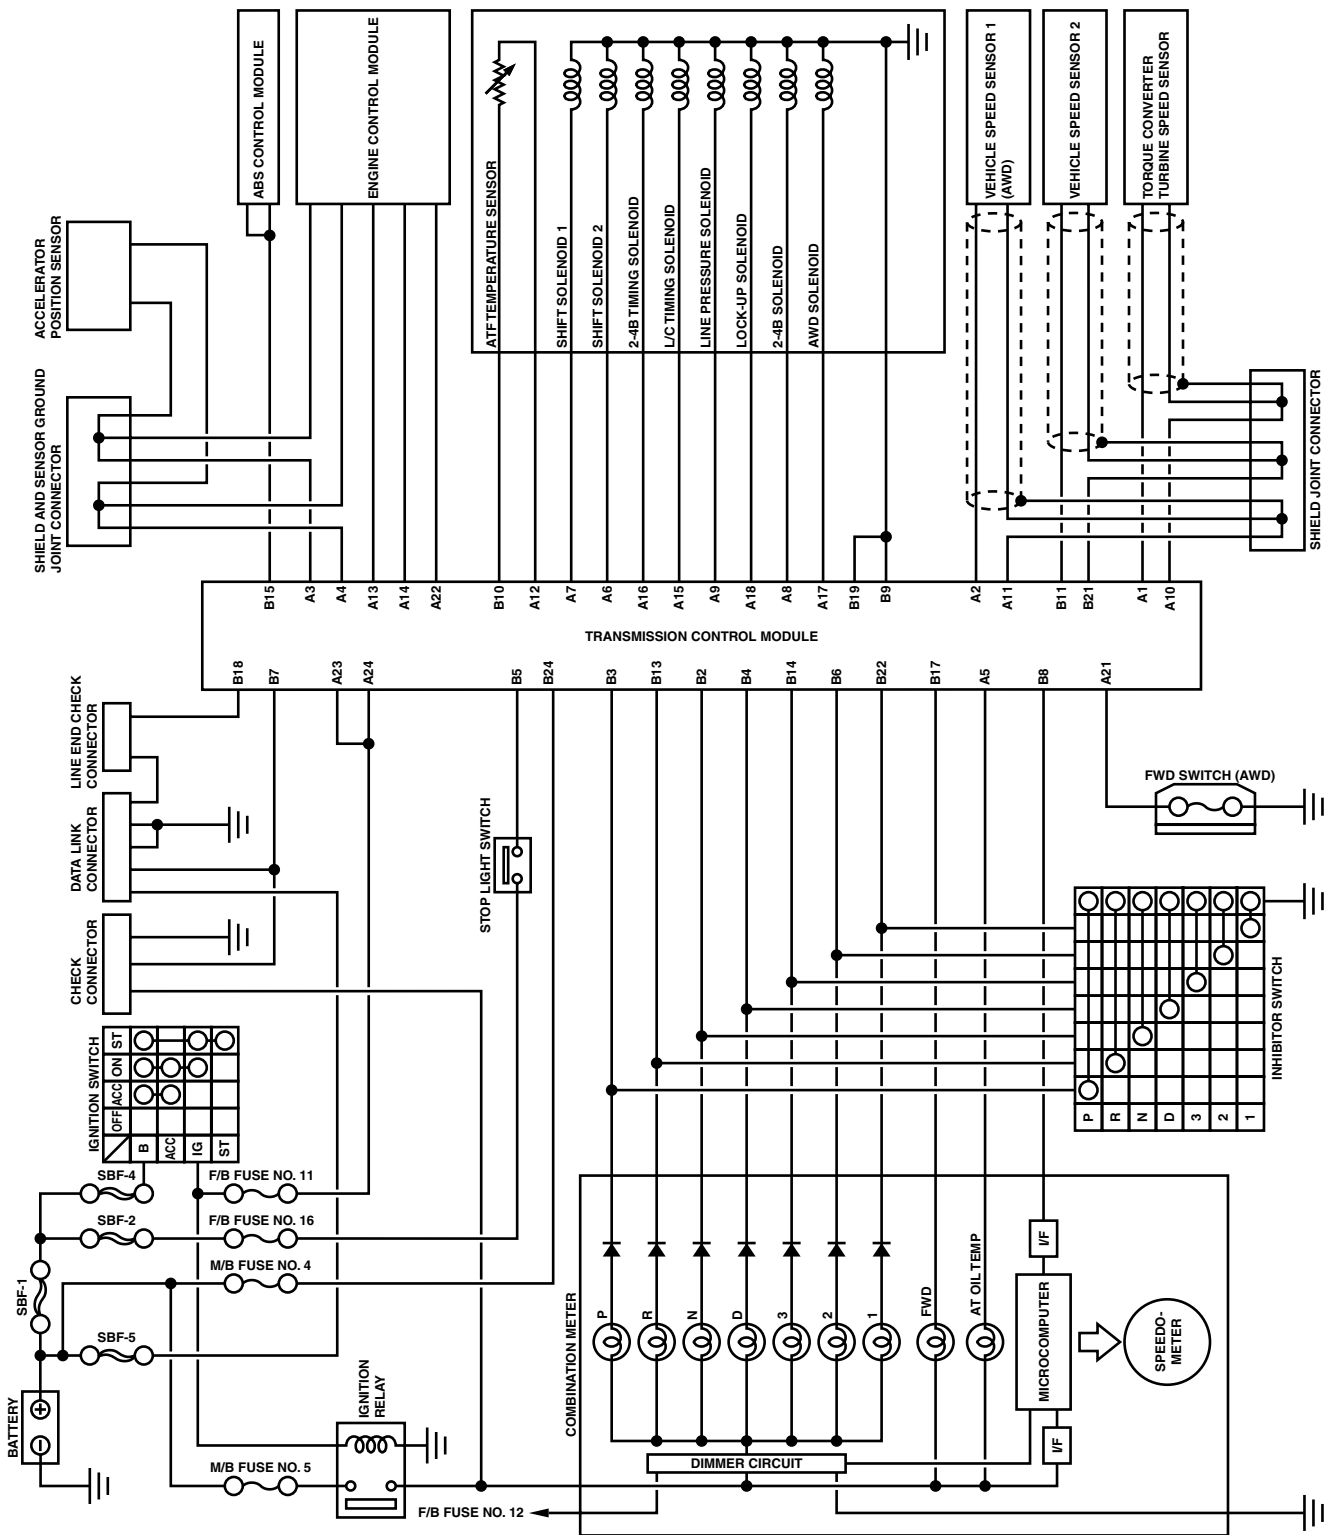 ABS CONTROL MODULE
ENGINE CONTROL MODULE
ATF TEMPERATURE SENSOR
SHIFT SOLENOID 1
SHIFT SOLENOID 2
2-4B TIMING SOLENOID
L/C TIMING SOLENOID
LINE PRESSURE SOLENOID
LOCK-UP SOLENOID
2-4B SOLENOID
AWD SOLENOID
VEHICLE SPEED SENSOR 1
(AWD)
VEHICLE SPEED SENSOR 2
TORQUE CONVERTER
TURBINE SPEED SENSOR
ACCELERATOR
POSITION SENSOR
SHIELD AND SENSOR GROUND
JOINT CONNECTOR
SHIELD JOINT CONNECTOR
B15
A3
A4
A13
A14
A22
B10
A12
A7
A6
A16
A15
A9
A18
A8
A17
B19
B9
A2
A11
B11
B21
A1
A10
TRANSMISSION CONTROL MODULE
B18
B7
A23
A24
B5
B24
B3
B13
B2
B4
B14
B6
B22
B17
A5
B8
A21
LINE END CHECK
CONNECTOR
DATA LINK
CONNECTOR
CHECK
CONNECTOR
STOP LIGHT SWITCH
FWD SWITCH (AWD)
INHIBITOR SWITCH
P
R
N
D
3
2
1
IGNITION SWITCH
OFF
ACC
ON
ST
B
ACC
IG
ST
SBF-4
F/B FUSE NO. 11
SBF-2
F/B FUSE NO. 16
M/B FUSE NO. 4
SBF-1
SBF-5
BATTERY
IGNITION
RELAY
M/B FUSE NO. 5
F/B FUSE NO. 12
COMBINATION METER
P
R
N
D
3
2
1
FWD
AT OIL TEMP
I/F
MICROCOMPUTER
SPEEDO-
METER
I/F
DIMMER CIRCUIT